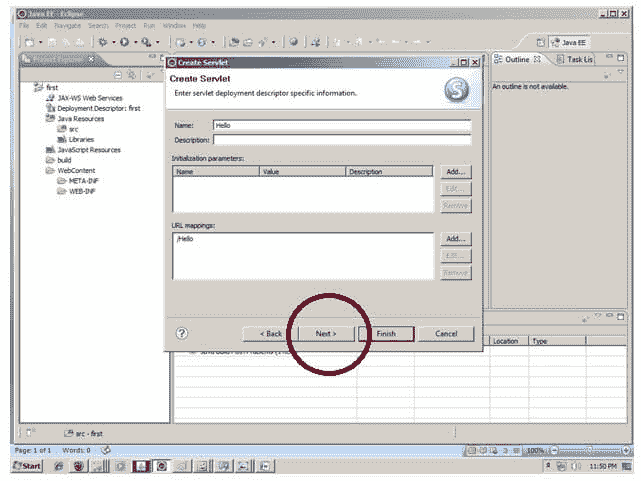 Java EE - Eclipse
File Edit Navigate Search Project Run Window Help
Java EE
first
JAX-WS Web Services
Deployment Descriptor: first
Java Resources
src
Libraries
JavaScript Resources
build
WebContent
META-INF
WEB-INF
Create Servlet
Create Servlet
Enter servlet deployment descriptor specific information.
S
Name: Hello
Description:
Initialization parameters:
Name Value Description
Add...
Edit...
Remove
URL mappings:
/Hello
Add...
Edit...
Remove
? < Back Next > Finish Cancel
Outline Task Lis
An outline is not available.
Location Type
src - first
Page: 1 of 1 Words: 0 100%
Start 11:50 PM